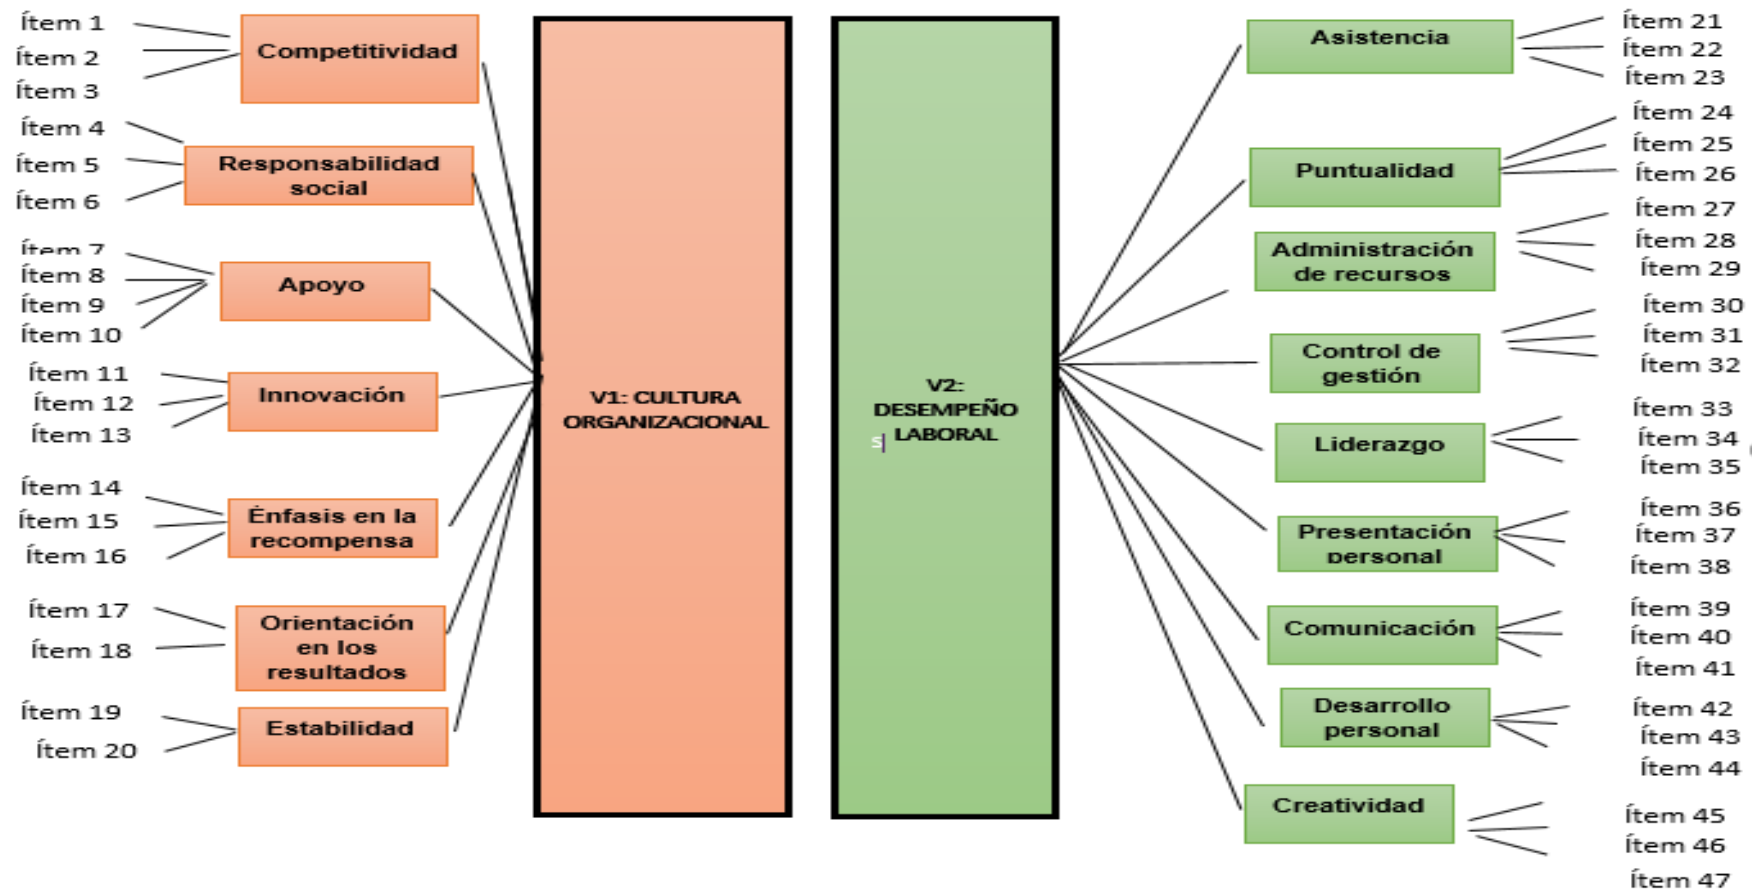 Ítem 1
Ítem 2
Ítem 3
Competitividad
Ítem 4
Ítem 5
Ítem 6
Responsabilidad
social
Ítem 7
Ítem 8
Ítem 9
Ítem 10
Apoyo
Ítem 11
Ítem 12
Ítem 13
Innovación
Ítem 14
Ítem 15
Ítem 16
Énfasis en la
recompensa
Ítem 17
Ítem 18
Orientación
en los
resultados
Ítem 19
Ítem 20
Estabilidad
V1: CULTURA
ORGANIZACIONAL
V2:
DESEMPEÑO
s LABORAL
Asistencia
Ítem 21
Ítem 22
Ítem 23
Puntualidad
Ítem 24
Ítem 25
Ítem 26
Administración
de recursos
Ítem 27
Ítem 28
Ítem 29
Control de
gestión
Ítem 30
Ítem 31
Ítem 32
Liderazgo
Ítem 33
Ítem 34
Ítem 35
Presentación
personal
Ítem 36
Ítem 37
Ítem 38
Comunicación
Ítem 39
Ítem 40
Ítem 41
Desarrollo
personal
Ítem 42
Ítem 43
Ítem 44
Creatividad
Ítem 45
Ítem 46
Ítem 47